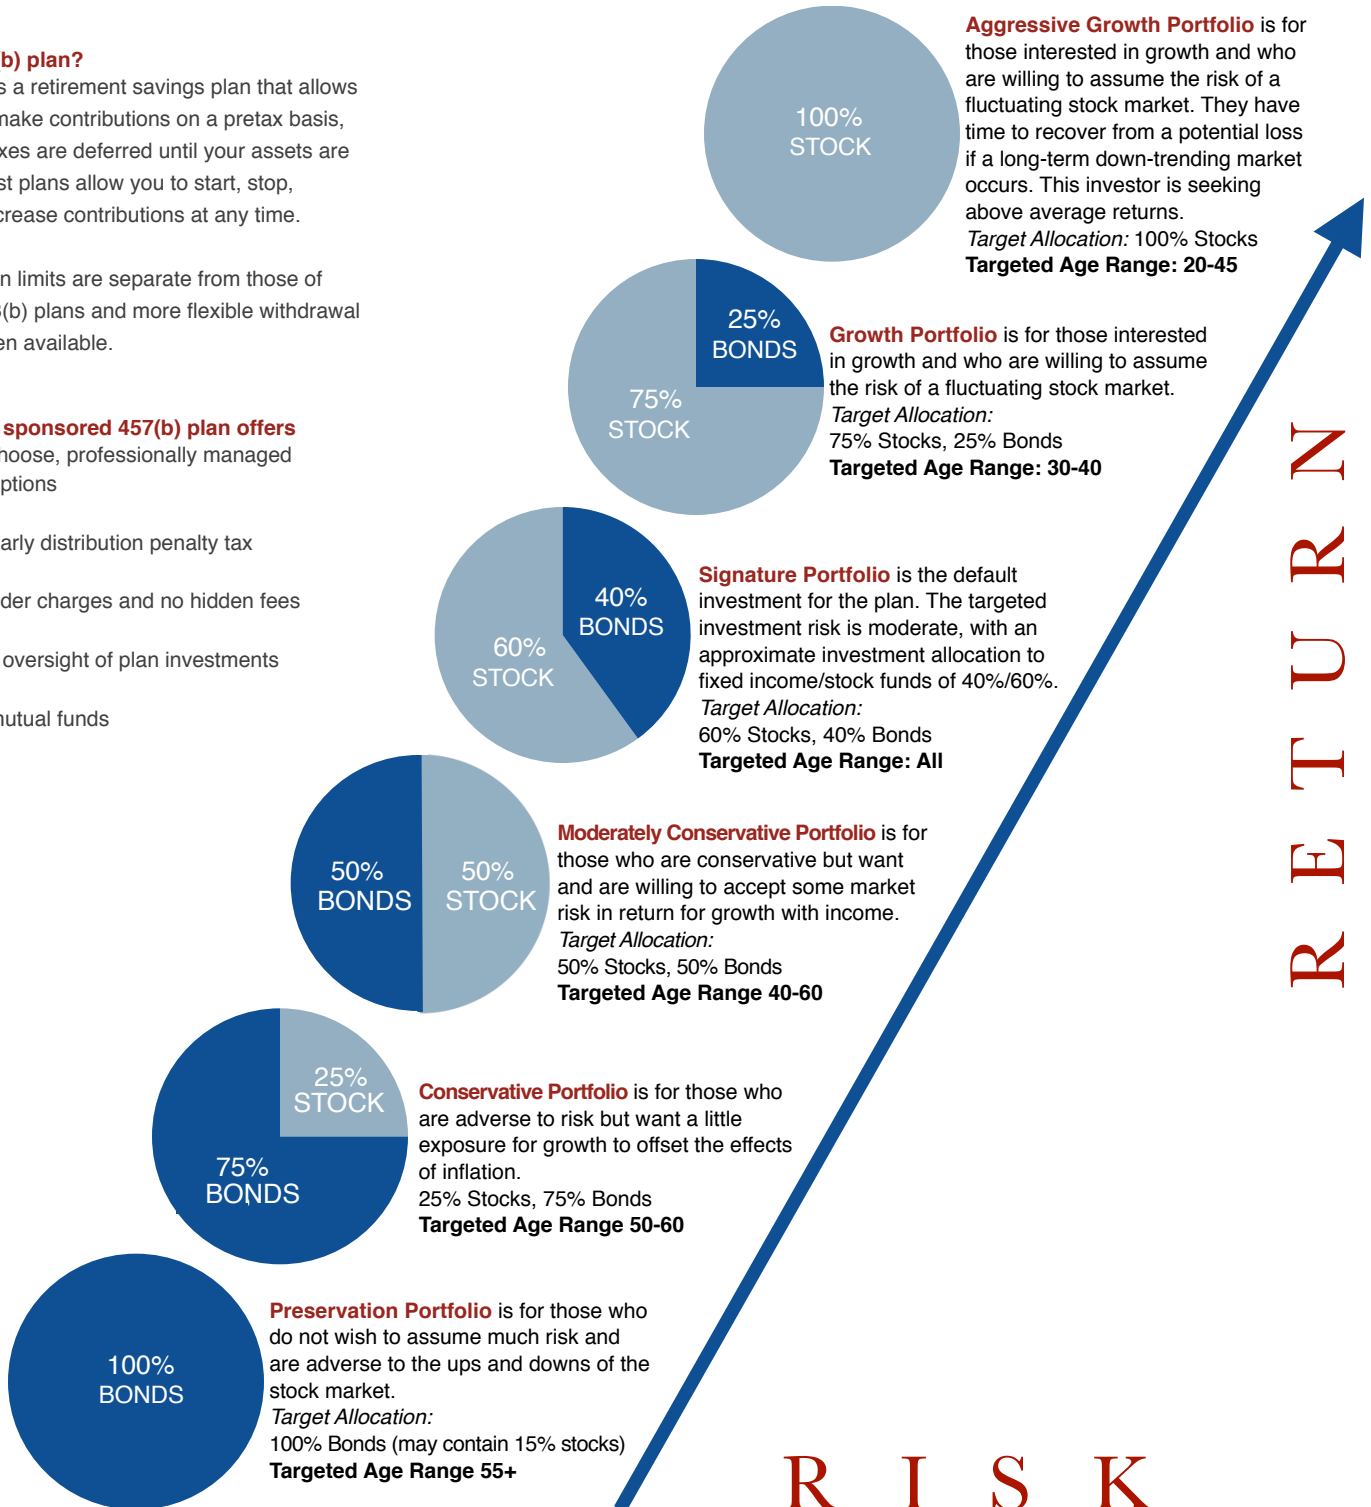 (b) plan?
s a retirement savings plan that allows
make contributions on a pretax basis,
xes are deferred until your assets are
st plans allow you to start, stop,
crease contributions at any time.
n limits are separate from those of
(b) plans and more flexible withdrawal
en available.
sponsored 457(b) plan offers
hoose, professionally managed
ptions
arly distribution penalty tax
der charges and no hidden fees
oversight of plan investments
mutual funds
100%
STOCK
Aggressive Growth Portfolio is for
those interested in growth and who
are willing to assume the risk of a
fluctuating stock market. They have
time to recover from a potential loss
if a long-term down-trending market
occurs. This investor is seeking
above average returns.
Target Allocation: 100% Stocks
Targeted Age Range: 20-45
25%
BONDS
75%
STOCK
Growth Portfolio is for those interested
in growth and who are willing to assume
the risk of a fluctuating stock market.
Target Allocation:
75% Stocks, 25% Bonds
Targeted Age Range: 30-40
40%
BONDS
60%
STOCK
Signature Portfolio is the default
investment for the plan. The targeted
investment risk is moderate, with an
approximate investment allocation to
fixed income/stock funds of 40%/60%.
Target Allocation:
60% Stocks, 40% Bonds
Targeted Age Range: All
50%
BONDS
50%
STOCK
Moderately Conservative Portfolio is for
those who are conservative but want
and are willing to accept some market
risk in return for growth with income.
Target Allocation:
50% Stocks, 50% Bonds
Targeted Age Range 40-60
25%
STOCK
75%
BONDS
Conservative Portfolio is for those who
are adverse to risk but want a little
exposure for growth to offset the effects
of inflation.
25% Stocks, 75% Bonds
Targeted Age Range 50-60
100%
BONDS
Preservation Portfolio is for those who
do not wish to assume much risk and
are adverse to the ups and downs of the
stock market.
Target Allocation:
100% Bonds (may contain 15% stocks)
Targeted Age Range 55+
RETURN
RISK